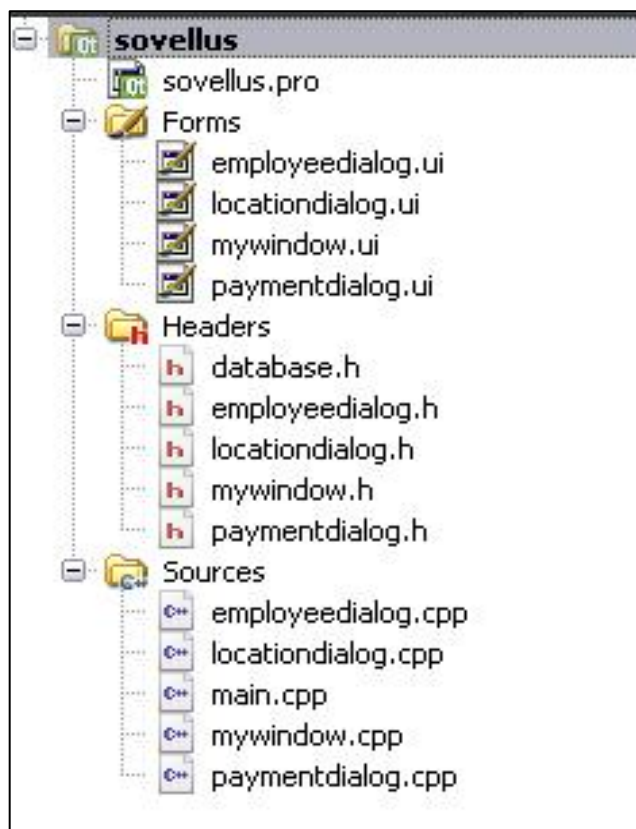 sovellus
sovellus.pro
Forms
employeedialog.ui
locationdialog.ui
mywindow.ui
paymentdialog.ui
Headers
database.h
employeedialog.h
locationdialog.h
mywindow.h
paymentdialog.h
Sources
employeedialog.cpp
locationdialog.cpp
main.cpp
mywindow.cpp
paymentdialog.cpp